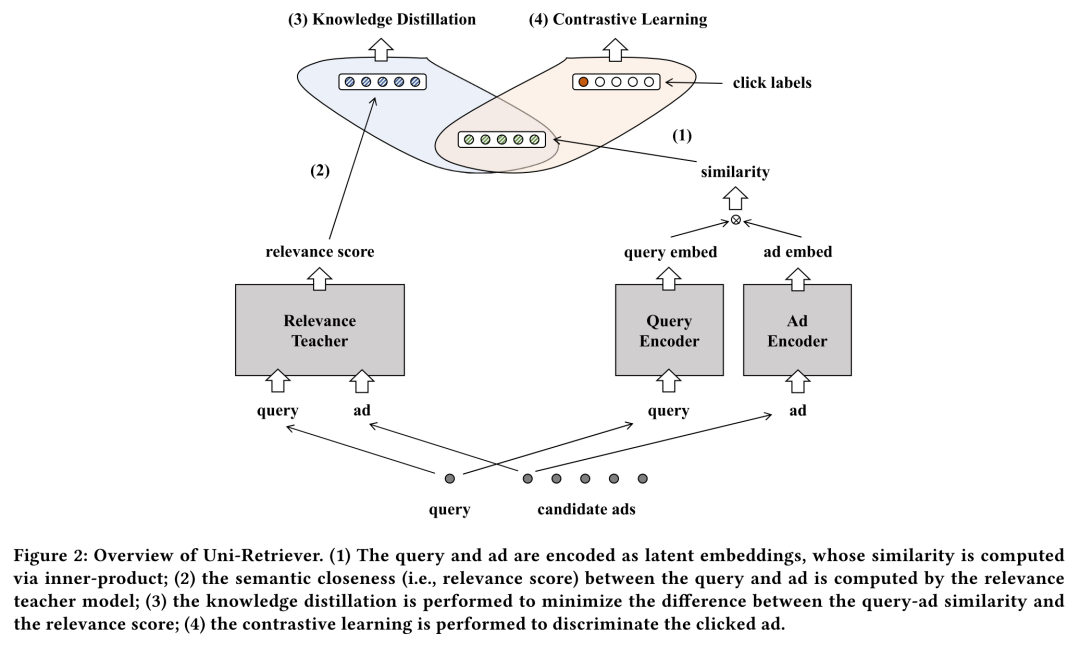 (3) Knowledge Distillation
(4) Contrastive Learning
click labels
(1)
(2)
similarity
relevance score
query embed
ad embed
Relevance
Teacher
Query
Encoder
Ad
Encoder
query
ad
query
ad
query
candidate ads
Figure 2: Overview of Uni-Retriever. (1) The query and ad are encoded as latent embeddings, whose similarity is computed
via inner-product; (2) the semantic closeness (i.e., relevance score) between the query and ad is computed by the relevance
teacher model; (3) the knowledge distillation is performed to minimize the difference between the query-ad similarity and
the relevance score; (4) the contrastive learning is performed to discriminate the clicked ad.